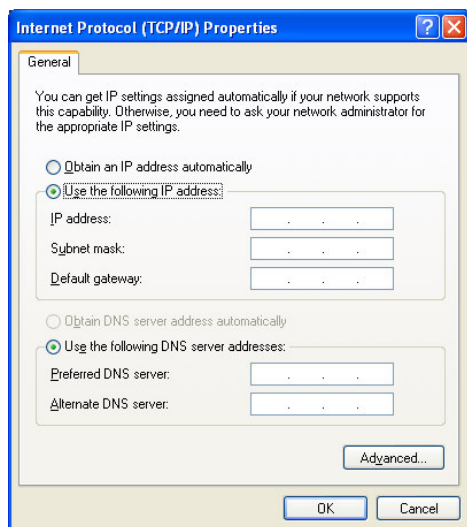 Internet Protocol (TCP/IP) Properties
General
You can get IP settings assigned automatically if your network supports
this capability. Otherwise, you need to ask your network administrator for
the appropriate IP settings.
Obtain an IP address automatically
Use the following IP address:
IP address:
Subnet mask:
Default gateway:
Obtain DNS server address automatically
Use the following DNS server addresses:
Preferred DNS server:
Alternate DNS server:
Advanced...
OK Cancel